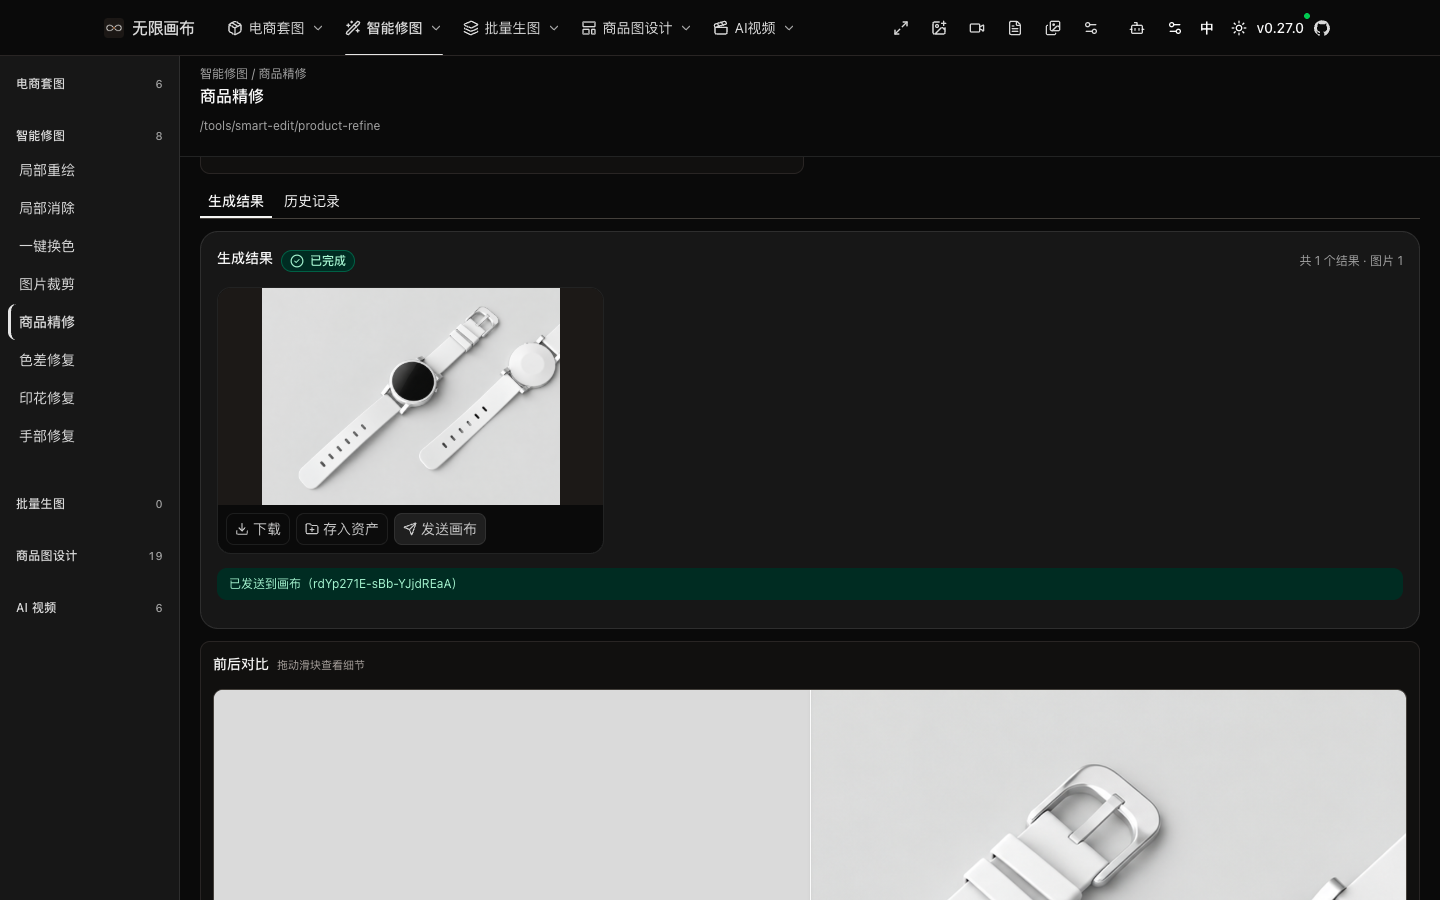 无限画布
电商套图
智能修图
批量生图
商品图设计
AI视频
中
v0.27.0
电商套图 6
智能修图 8
局部重绘
局部消除
一键换色
图片裁剪
商品精修
色差修复
印花修复
手部修复
批量生图 0
商品图设计 19
AI 视频 6
智能修图 / 商品精修
商品精修
/tools/smart-edit/product-refine
生成结果 历史记录
生成结果 已完成
共 1 个结果 · 图片 1
下载 存入资产 发送画布
已发送到画布（rdYp271E-sBb-YJjdREaA）
前后对比 拖动滑块查看细节